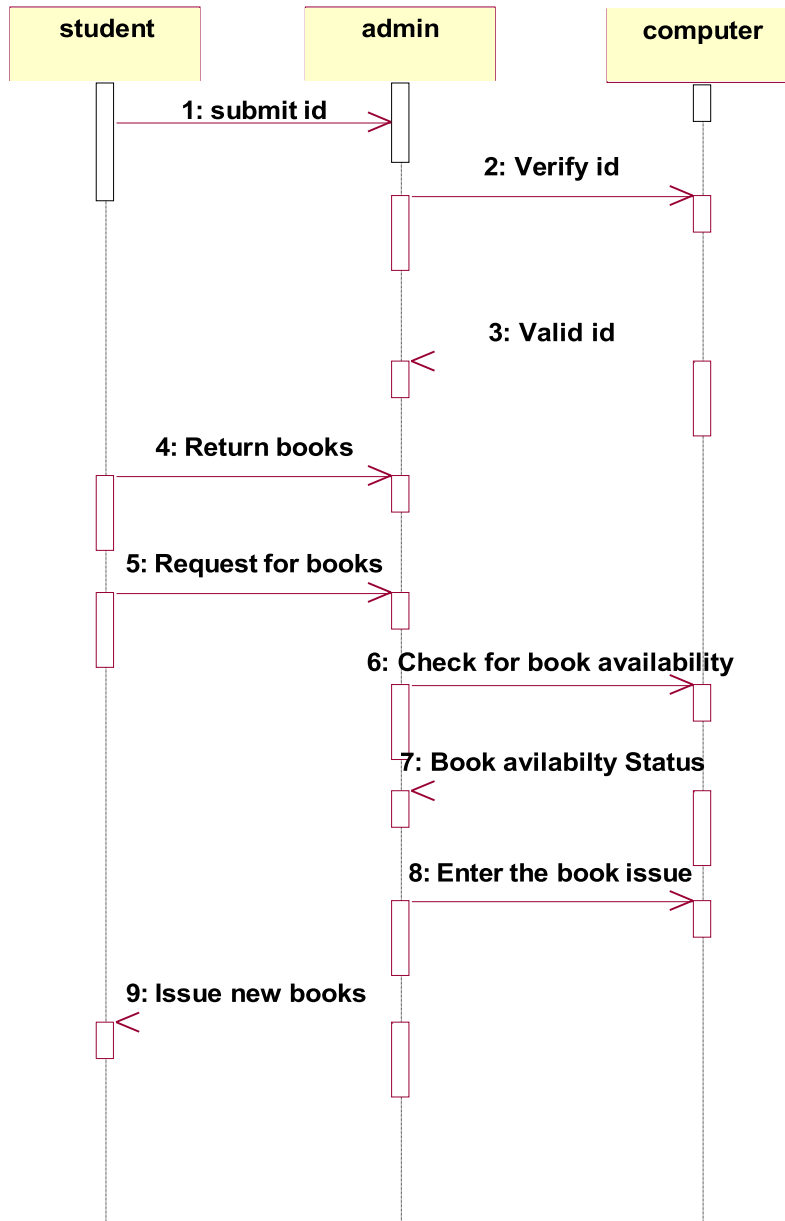 student
admin
computer
1: submit id
2: Verify id
3: Valid id
4: Return books
5: Request for books
6: Check for book availability
7: Book avilabilty Status
8: Enter the book issue
9: Issue new books